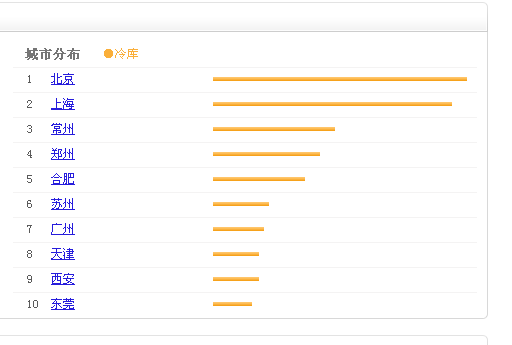 城市分布 冷库
1 北京
2 上海
3 常州
4 郑州
5 合肥
6 苏州
7 广州
8 天津
9 西安
10 东莞